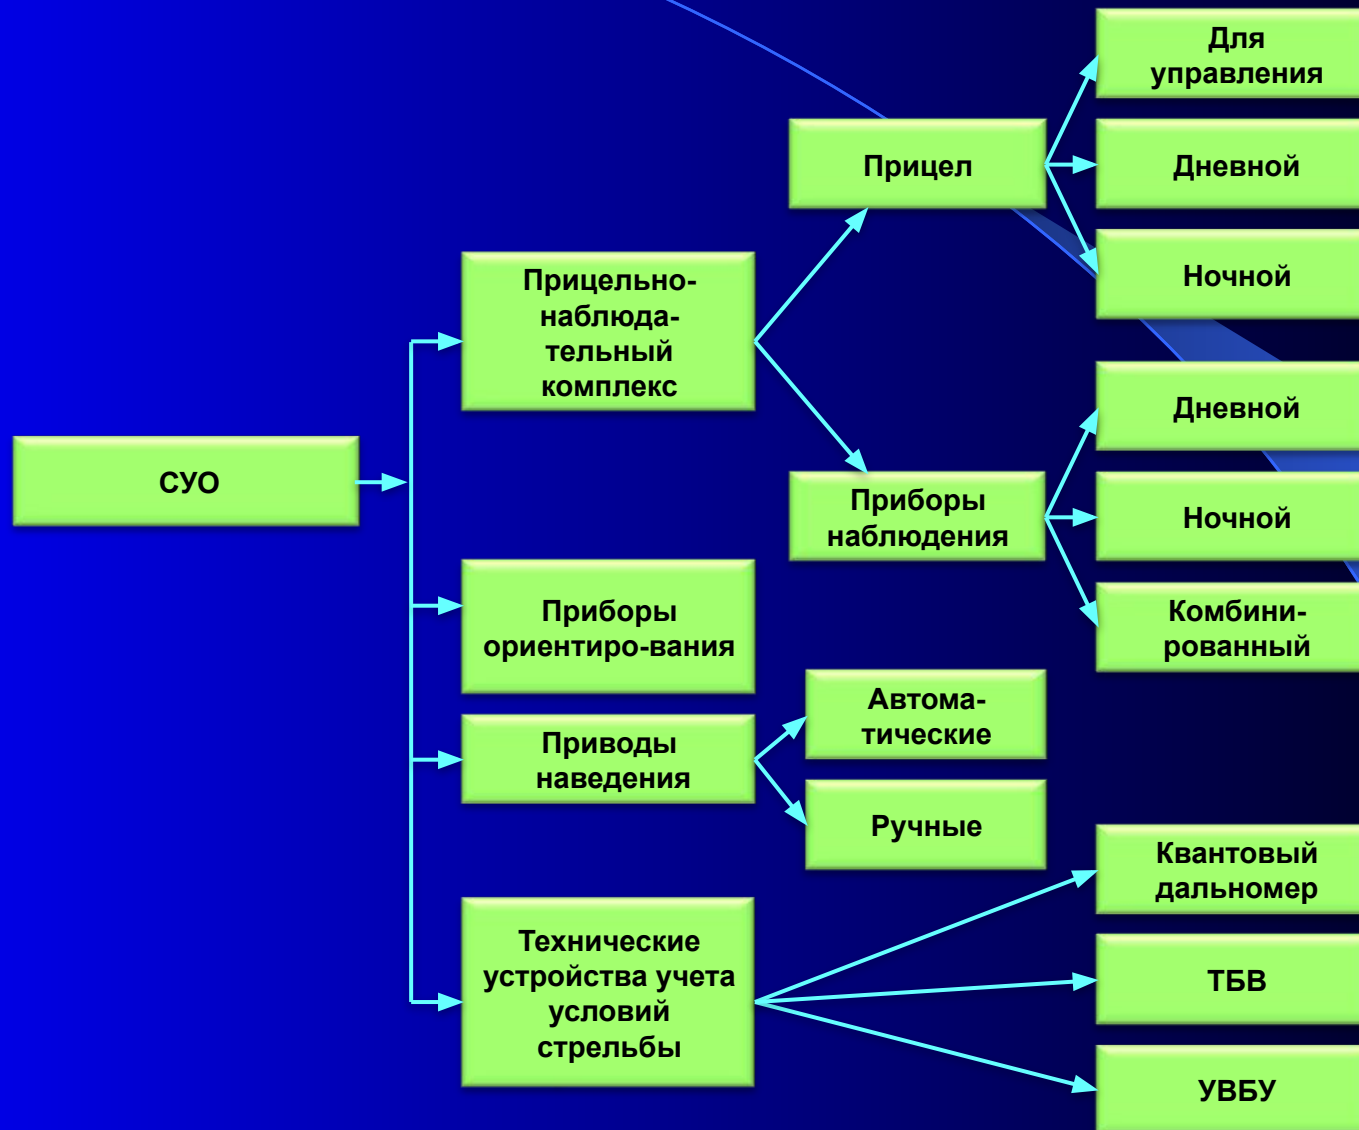 СУО
Прицельно-
наблюда-
тельный
комплекс
Прицел
Для
управления
Дневной
Ночной
Приборы
наблюдения
Дневной
Ночной
Комбини-
рованный
Приборы
ориентиро-вания
Приводы
наведения
Автома-
тические
Ручные
Технические
устройства учета
условий
стрельбы
Квантовый
дальномер
ТБВ
УВБУ